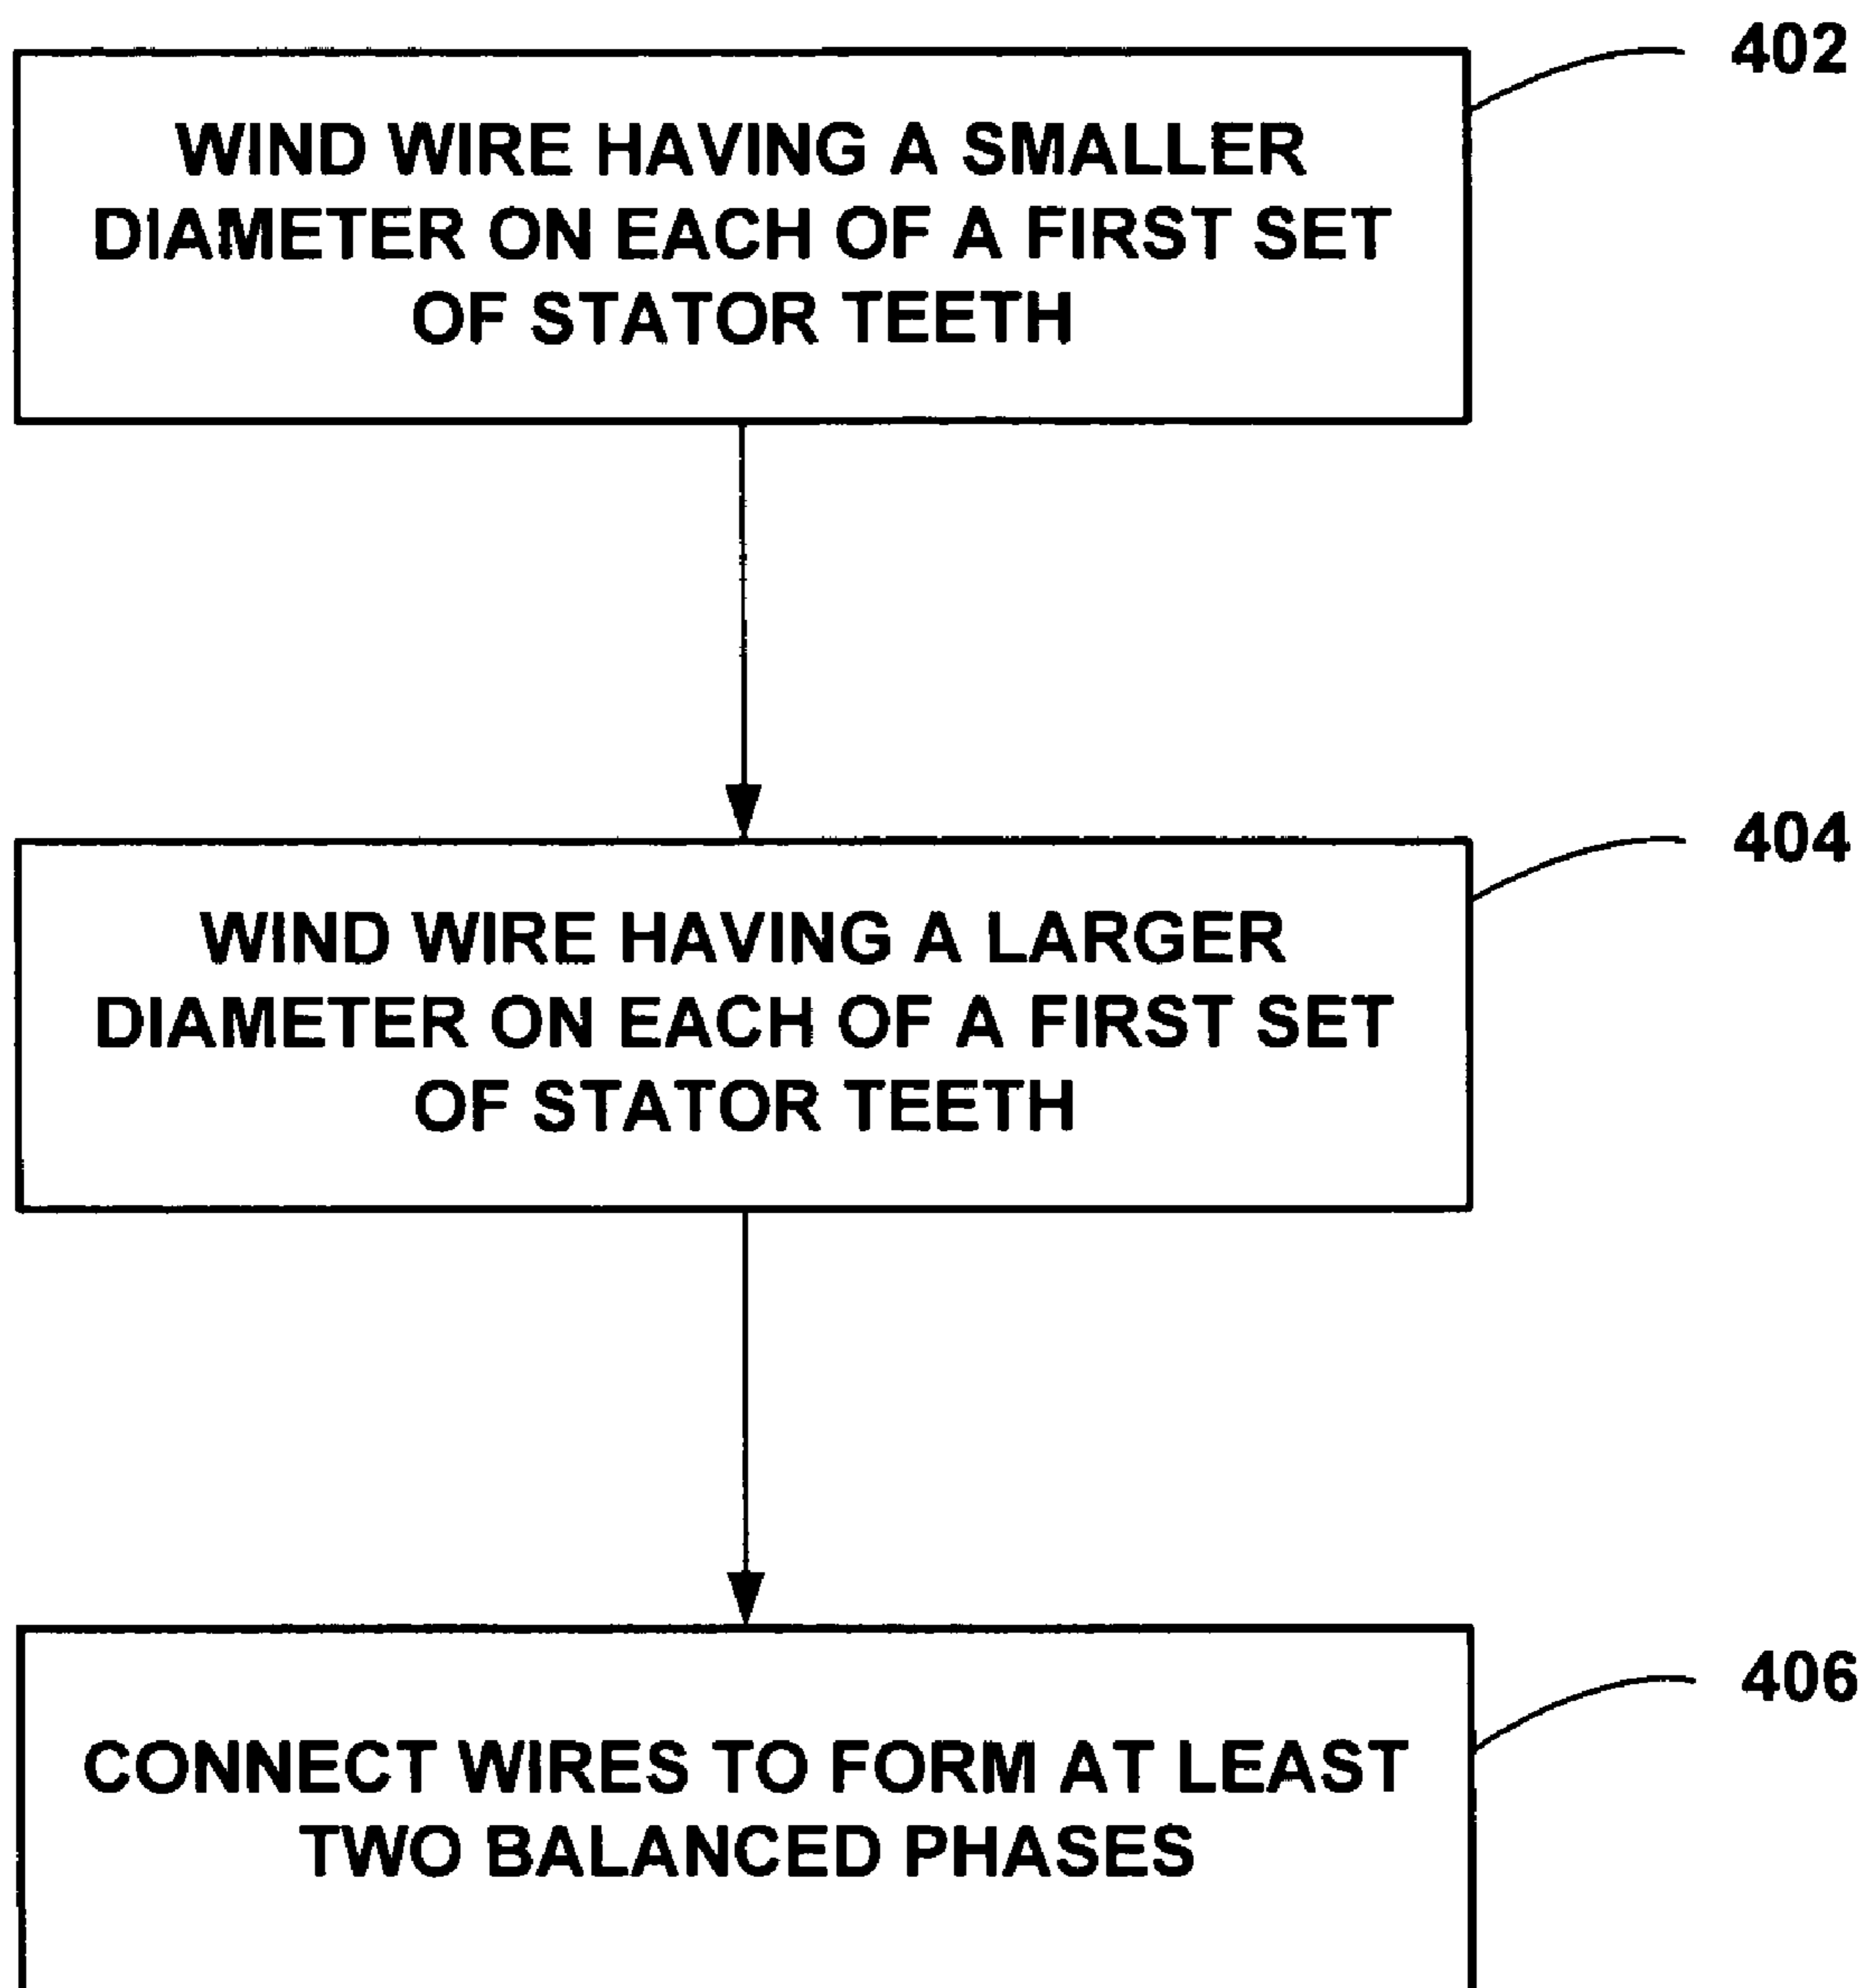 402
WIND WIRE HAVING A SMALLER
DIAMETER ON EACH OF A FIRST SET
OF STATOR TEETH
404
WIND WIRE HAVING A LARGER
DIAMETER ON EACH OF A FIRST SET
OF STATOR TEETH
406
CONNECT WIRES TO FORM AT LEAST
TWO BALANCED PHASES